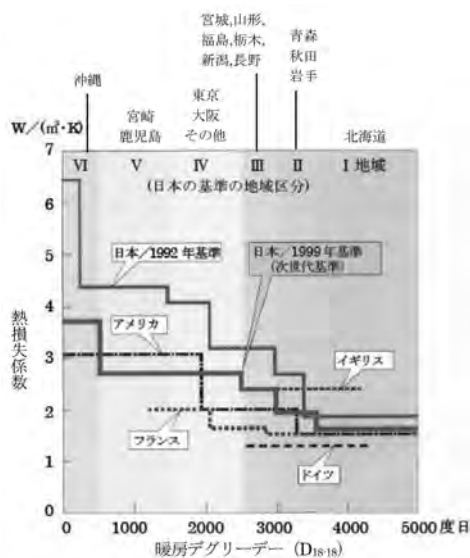 宮城,山形,
福島,栃木,
新潟,長野
青森
秋田
岩手
沖縄
宮崎
鹿児島
東京
大阪
その他
北海道
W/(㎡・K)
7
VI
V
IV
III
II
I 地域
(日本の基準の地域区分)
6
日本/1992年基準
日本/1999年基準
(次世代基準)
5
4
アメリカ
イギリス
熱損失係数
3
2
フランス
ドイツ
1
0
0
1000
2000
3000
4000
5000 度日
暖房デグリーデー (D18-18)